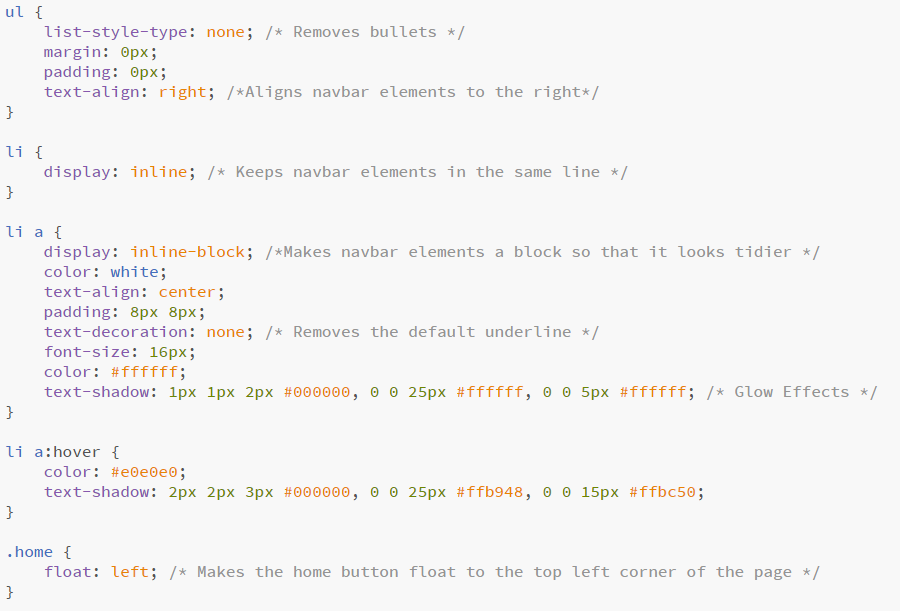 ul {
    list-style-type: none; /* Removes bullets */
    margin: 0px;
    padding: 0px;
    text-align: right; /*Aligns navbar elements to the right*/
}

li {
    display: inline; /* Keeps navbar elements in the same line */
}

li a {
    display: inline-block; /*Makes navbar elements a block so that it looks tidier */
    color: white;
    text-align: center;
    padding: 8px 8px;
    text-decoration: none; /* Removes the default underline */
    font-size: 16px;
    color: #ffffff;
    text-shadow: 1px 1px 2px #000000, 0 0 25px #ffffff, 0 0 5px #ffffff; /* Glow Effects */
}

li a:hover {
    color: #e0e0e0;
    text-shadow: 2px 2px 3px #000000, 0 0 25px #ffb948, 0 0 15px #ffbc50;
}

.home {
    float: left; /* Makes the home button float to the top left corner of the page */
}